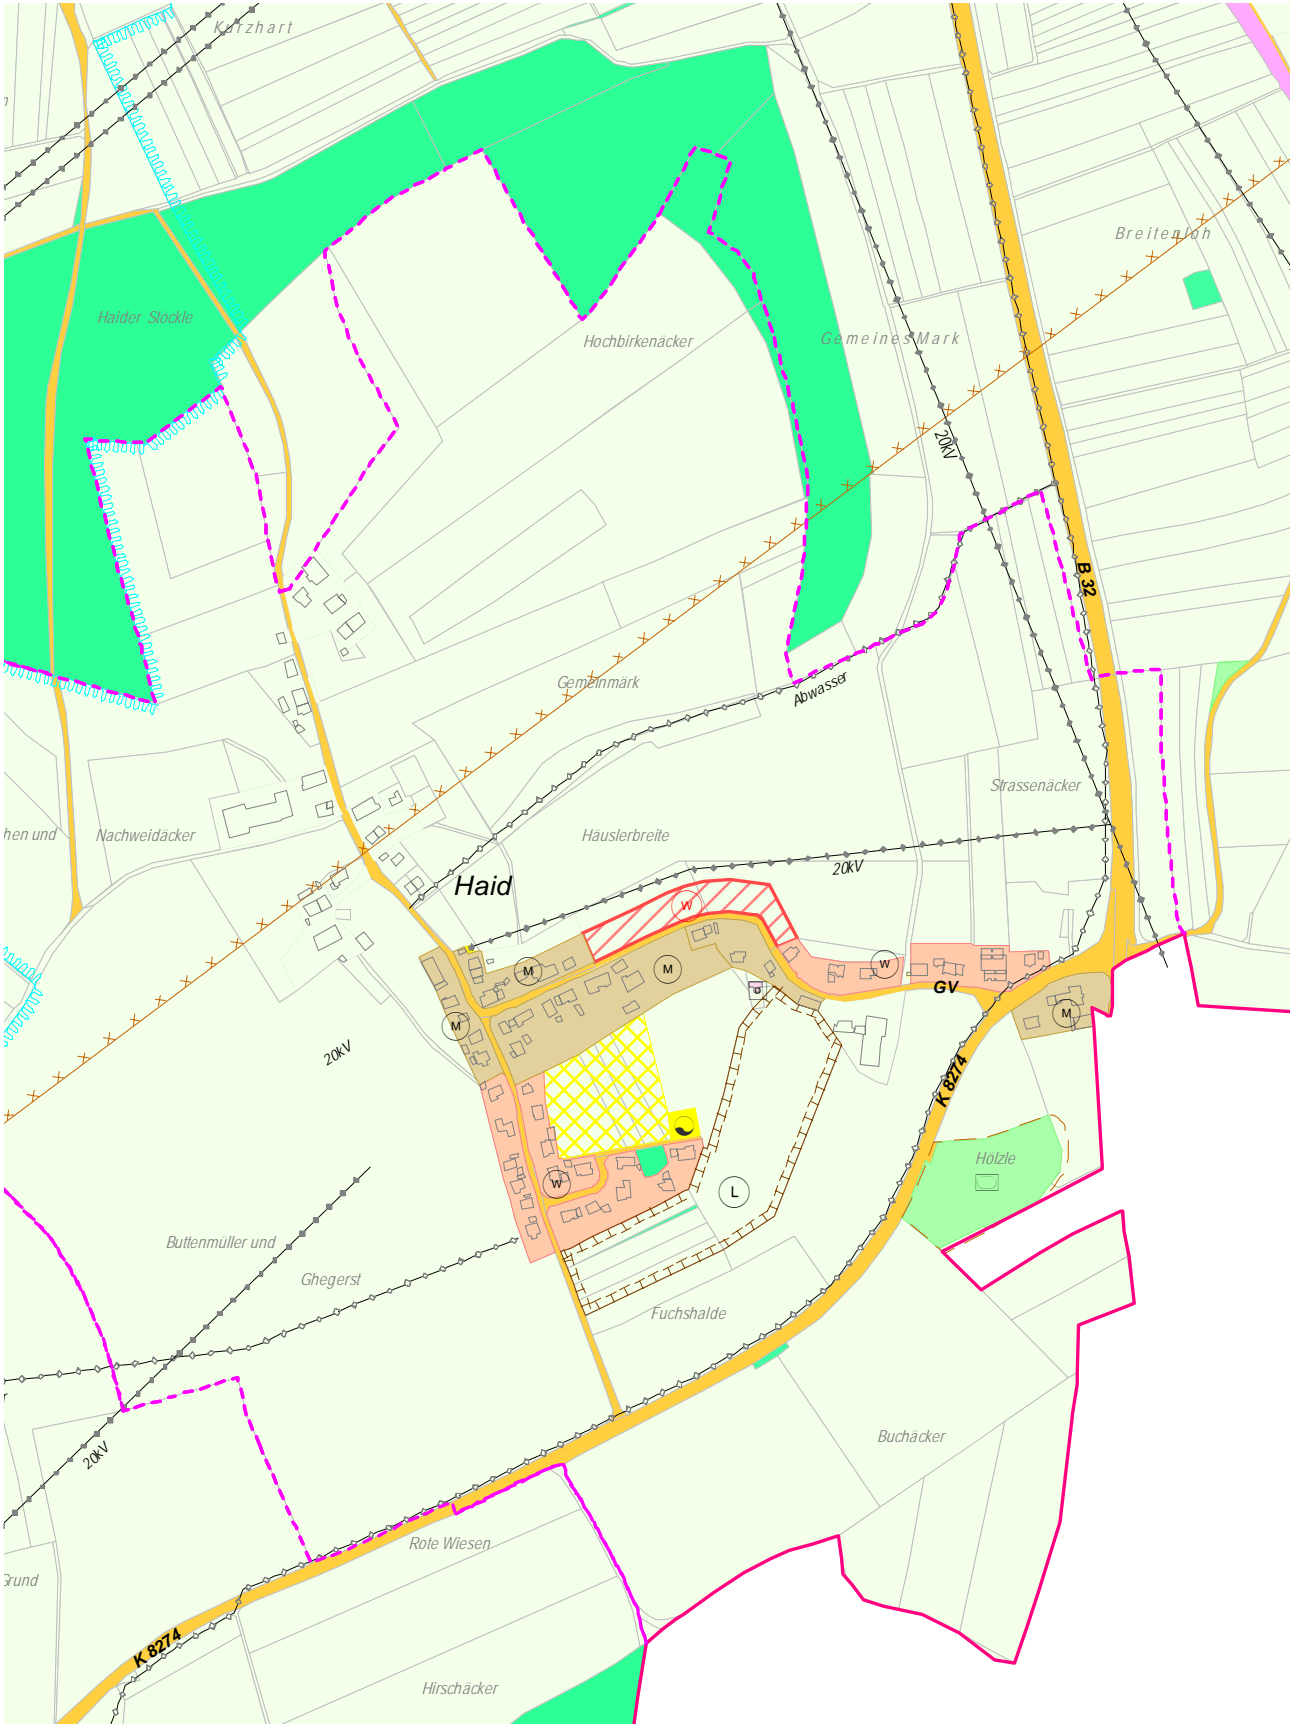 Kurzhart
Breitenloh
Haider Stöckle
Hochbirkenäcker
Gemeines Mark
20kV
B 32
Gemeinmark
Abwasser
Strassenäcker
hen und
Nachweidäcker
Häuslerbreite
20kV
Haid
W
M
M
W
D
GV
M
M
20kV
K 8274
Hölzle
W
L
Buttenmüller und
Ghegerst
Fuchshalde
20kV
Buchäcker
Rote Wiesen
Grund
K 8274
Hirschäcker